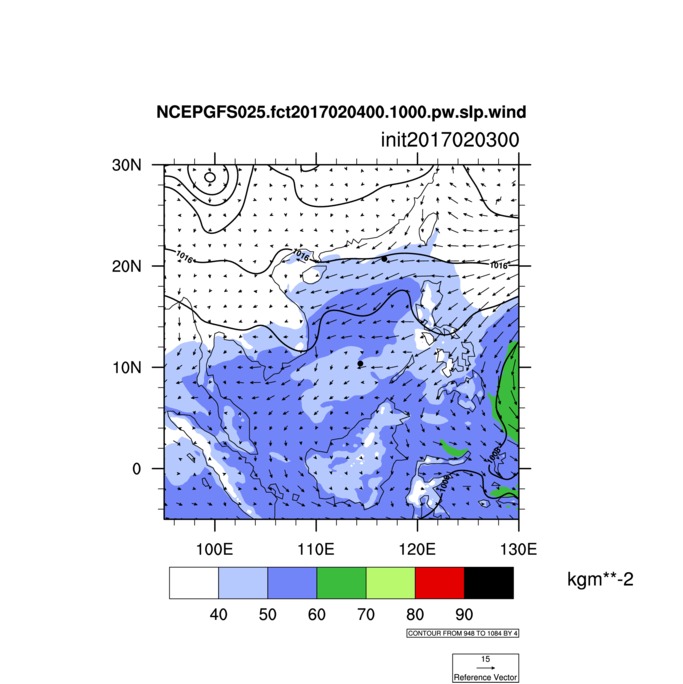 NCEPGFS025.fct2017020400.1000.pw.slp.wind
init2017020300
30N
1016
1016
1016
20N
10N
1008
0
1008
100E
110E
120E
130E
kgm**-2
40
50
60
70
80
90
CONTOUR FROM 948 TO 1084 BY 4
15
Reference Vector